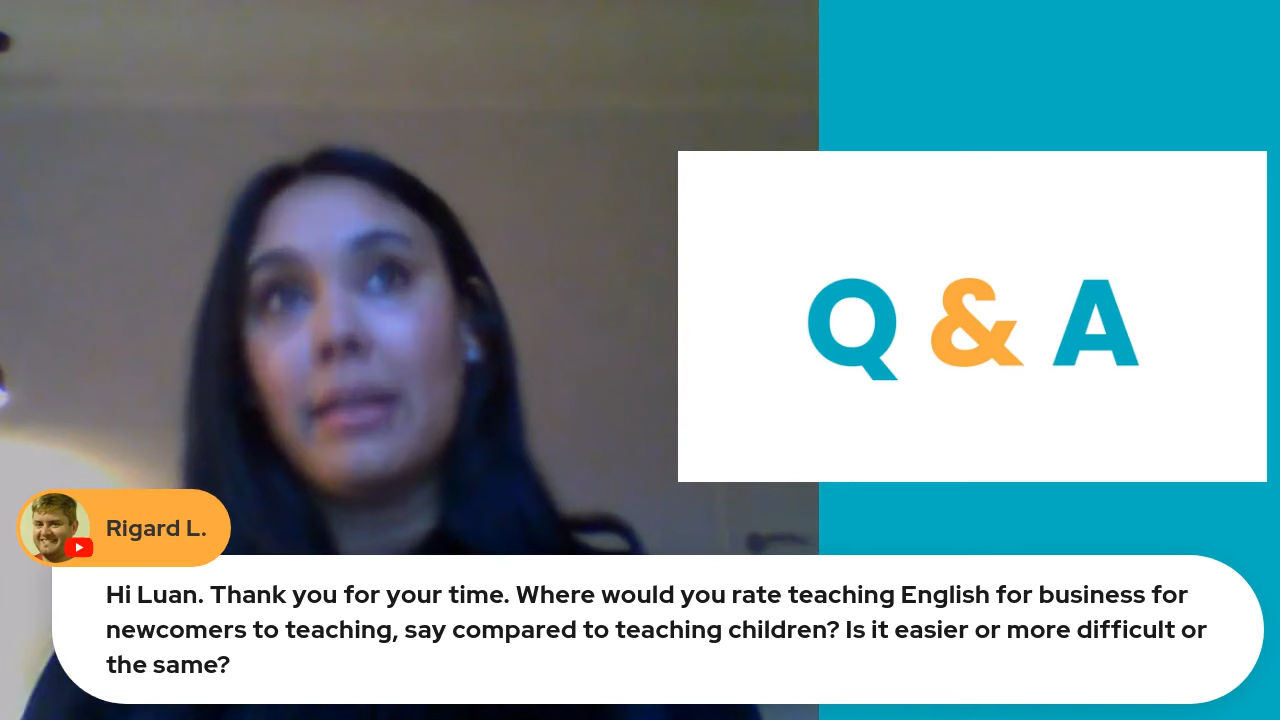 Q & A
Rigard L.
Hi Luan. Thank you for your time. Where would you rate teaching English for business for
newcomers to teaching, say compared to teaching children? Is it easier or more difficult or
the same?